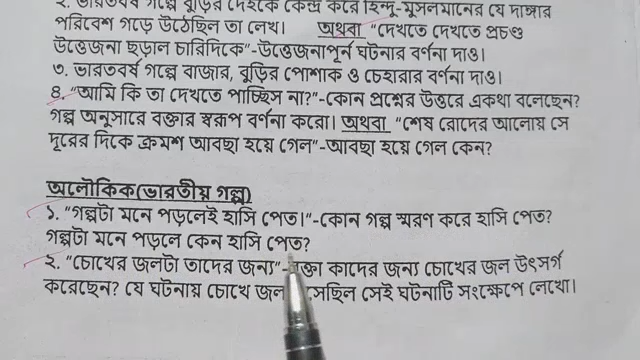 ২. ভারতবর্ষ গল্পে বুড়ির দেহকে কেন্দ্র করে হিন্দু-মুসলমানের যে দাঙ্গার
পরিবেশ গড়ে উঠেছিল তা লেখ। অথবা "দেখতে দেখতে প্রচণ্ড
উত্তেজনা ছড়াল চারিদিকে"-উত্তেজনাপূর্ন ঘটনার বর্ণনা দাও।
৩. ভারতবর্ষ গল্পে বাজার, বুড়ির পোশাক ও চেহারার বর্ণনা দাও।
৪. "আমি কি তা দেখতে পাচ্ছিস না?"-কোন প্রশ্নের উত্তরে একথা বলেছেন?
গল্প অনুসারে বক্তার স্বরূপ বর্ণনা করো। অথবা "শেষ রোদের আলোয় সে
দূরের দিকে ক্রমশ আবছা হয়ে গেল"-আবছা হয়ে গেল কেন?
অলৌকিক(ভারতীয় গল্প)
১. "গল্পটা মনে পড়লেই হাসি পেত।"-কোন গল্প স্মরণ করে হাসি পেত?
গল্পটা মনে পড়লে কেন হাসি পেত?
২. "চোখের জলটা তাদের জন্য"- কাদের জন্য চোখের জল উৎসর্গ
করেছেন? যে ঘটনায় চোখে জল সেই ঘটনাটি সংক্ষেপে লেখো।